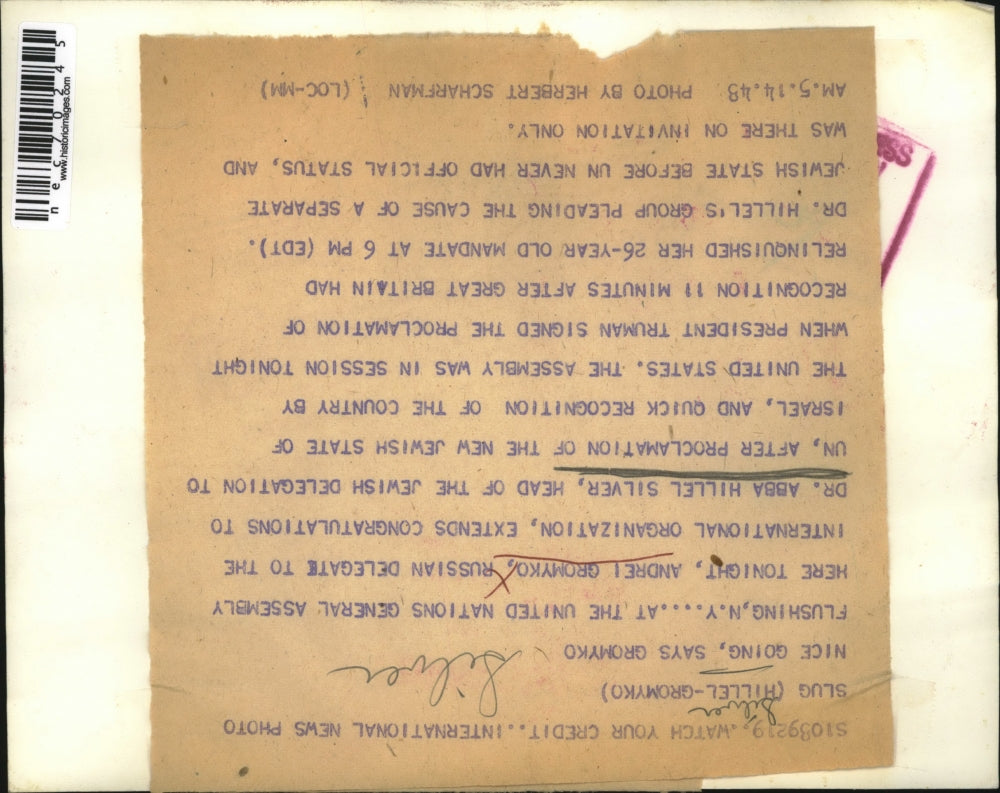 S1039219. WATCH YOUR CREDIT..INTERNATIONAL NEWS PHOTO
Silver
SLUG (HILLEL-GROMYKO)
Silver
NICE GOING, SAYS GROMYKO
FLUSHING,N.Y.....AT THE UNITED NATIONS GENERAL ASSEMBLY
HERE TONIGHT, ANDREI GROMYKO, RUSSIAN DELEGATE TO THE
INTERNATIONAL ORGANIZATION, EXTENDS CONGRATULATIONS TO
DR. ABBA HILLEL SILVER, HEAD OF THE JEWISH DELEGATION TO
UN, AFTER PROCLAMATION OF THE NEW JEWISH STATE OF
ISRAEL, AND QUICK RECOGNITION OF THE COUNTRY BY
THE UNITED STATES. THE ASSEMBLY WAS IN SESSION TONIGHT
WHEN PRESIDENT TRUMAN SIGNED THE PROCLAMATION OF
RECOGNITION 11 MINUTES AFTER GREAT BRITAIN HAD
RELINQUISHED HER 26-YEAR OLD MANDATE AT 6 PM (EDT).
DR. HILLEL'S GROUP PLEADING THE CAUSE OF A SEPARATE
JEWISH STATE BEFORE UN NEVER HAD OFFICIAL STATUS, AND
WAS THERE ON INVITATION ONLY.
AM.5.14.48 PHOTO BY HERBERT SCHARFMAN (LOC-MM)
nec70245
www.historicimages.com